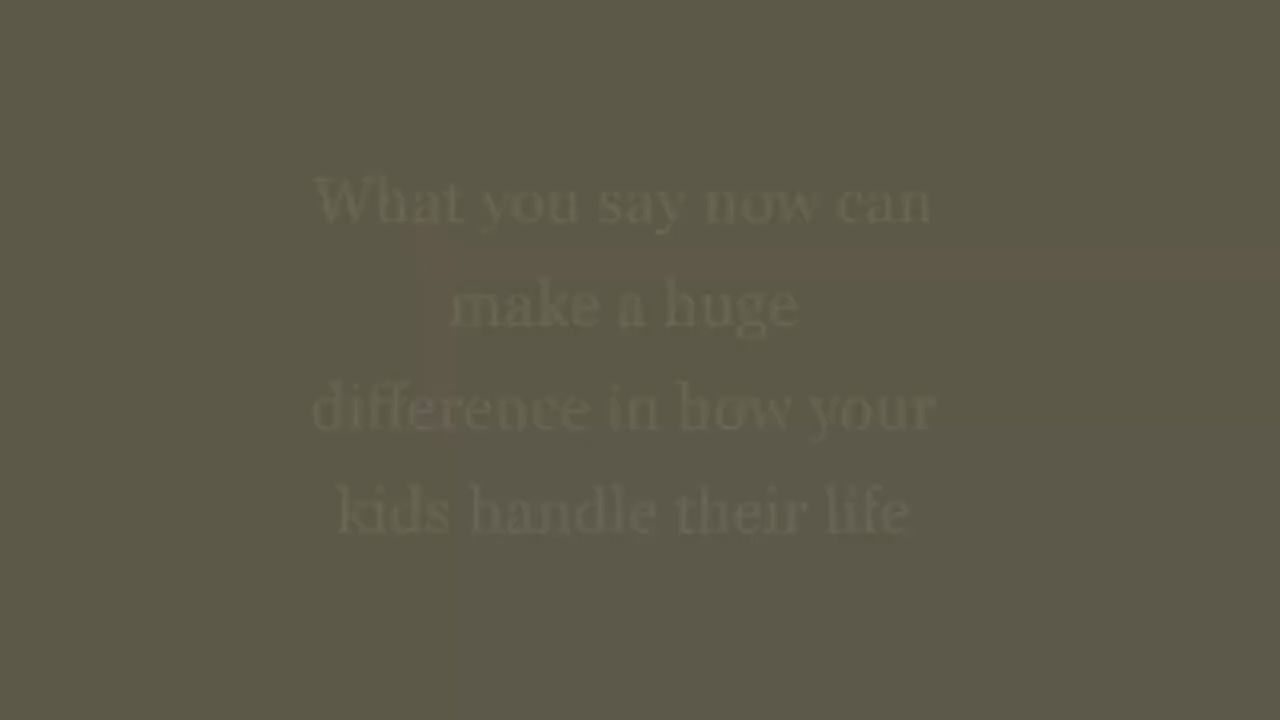 What you say now can
make a huge
difference in how your
kids handle their life